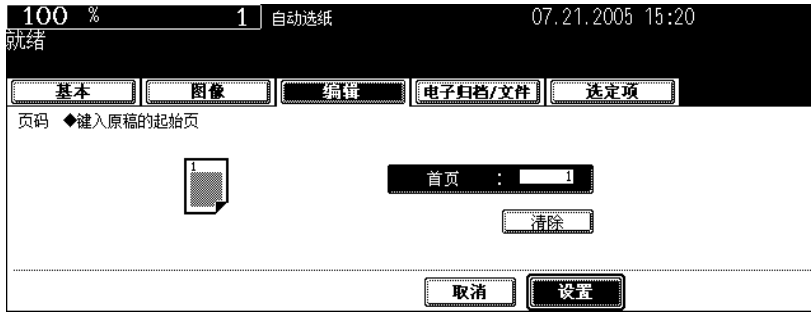 100 % 1 自动选纸 07.21.2005 15:20
就绪
基本 图像 编辑 电子归档/文件 选定项
页码 ◆键入原稿的起始页
1
首页 : 1
清除
取消 设置